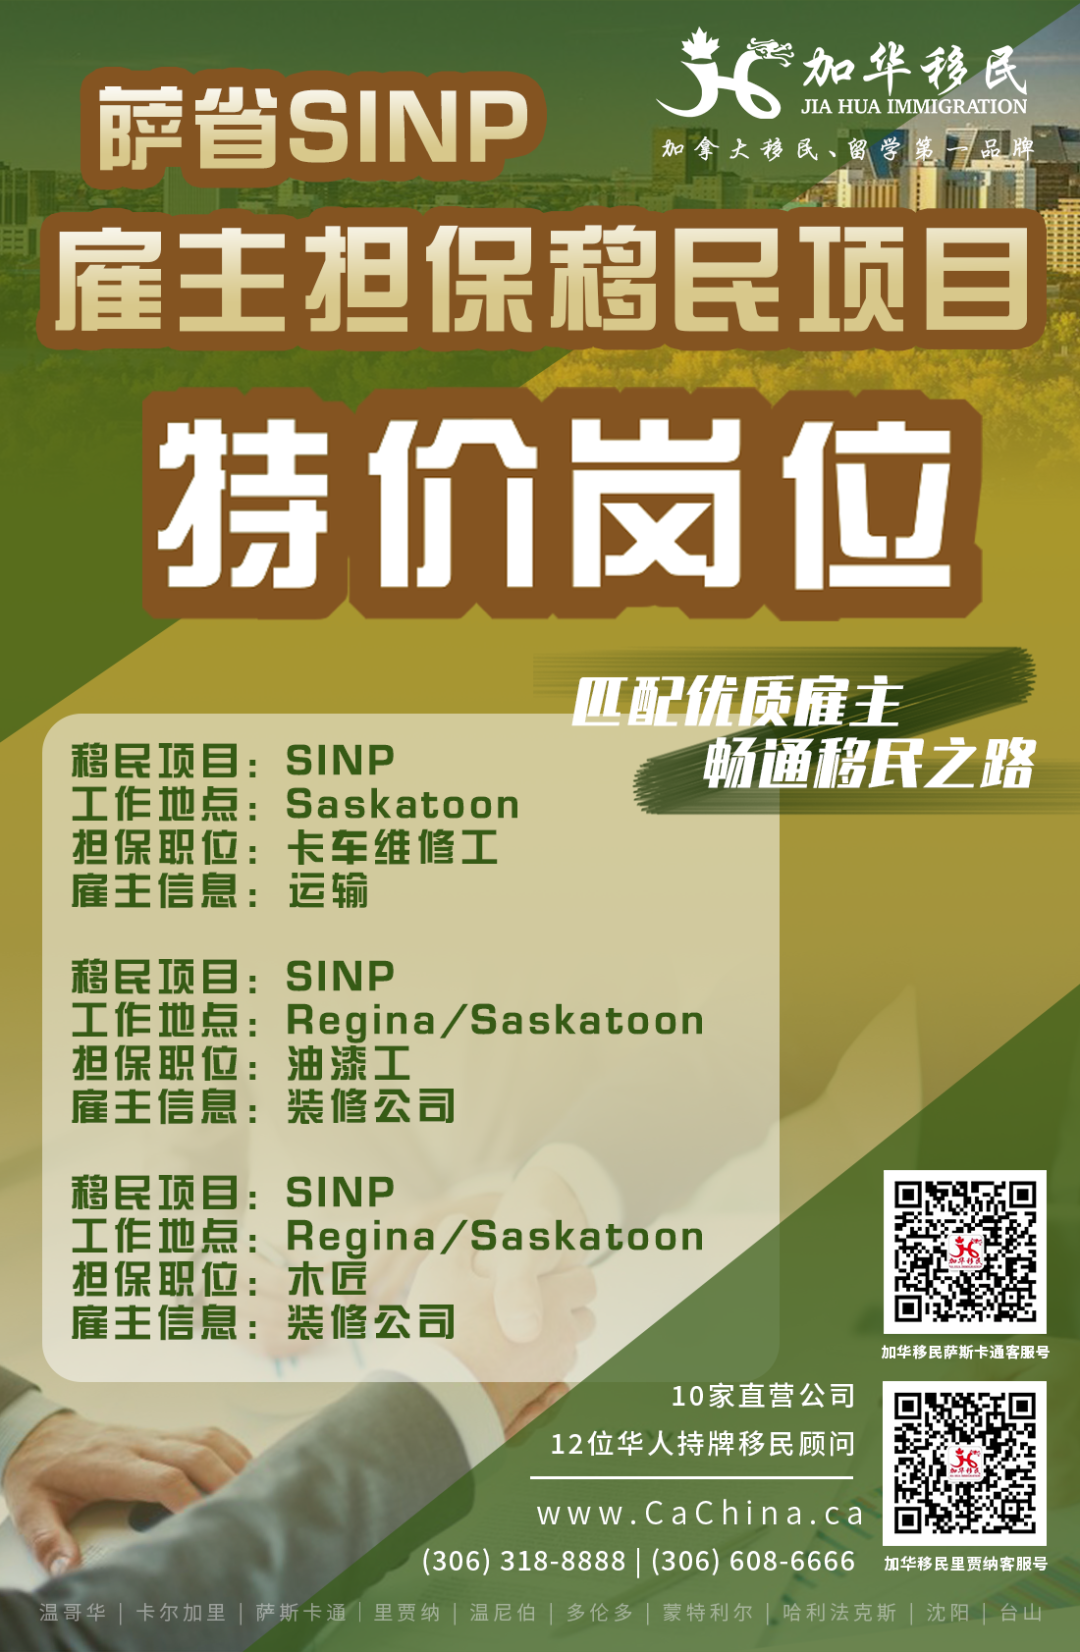 加华移民
JIA HUA IMMIGRATION
加拿大移民、留学第一品牌
萨省SINP
雇主担保移民项目
特价岗位
匹配优质雇主
畅通移民之路
移民项目：SINP
工作地点：Saskatoon
担保职位：卡车维修工
雇主信息：运输
移民项目：SINP
工作地点：Regina/Saskatoon
担保职位：油漆工
雇主信息：装修公司
移民项目：SINP
工作地点：Regina/Saskatoon
担保职位：木匠
雇主信息：装修公司
加华移民萨斯卡通客服号
10家直营公司
12位华人持牌移民顾问
www.CaChina.ca
(306) 318-8888 | (306) 608-6666
加华移民里贾纳客服号
温哥华 | 卡尔加里 | 萨斯卡通 | 里贾纳 | 温尼伯 | 多伦多 | 蒙特利尔 | 哈利法克斯 | 沈阳 | 台山